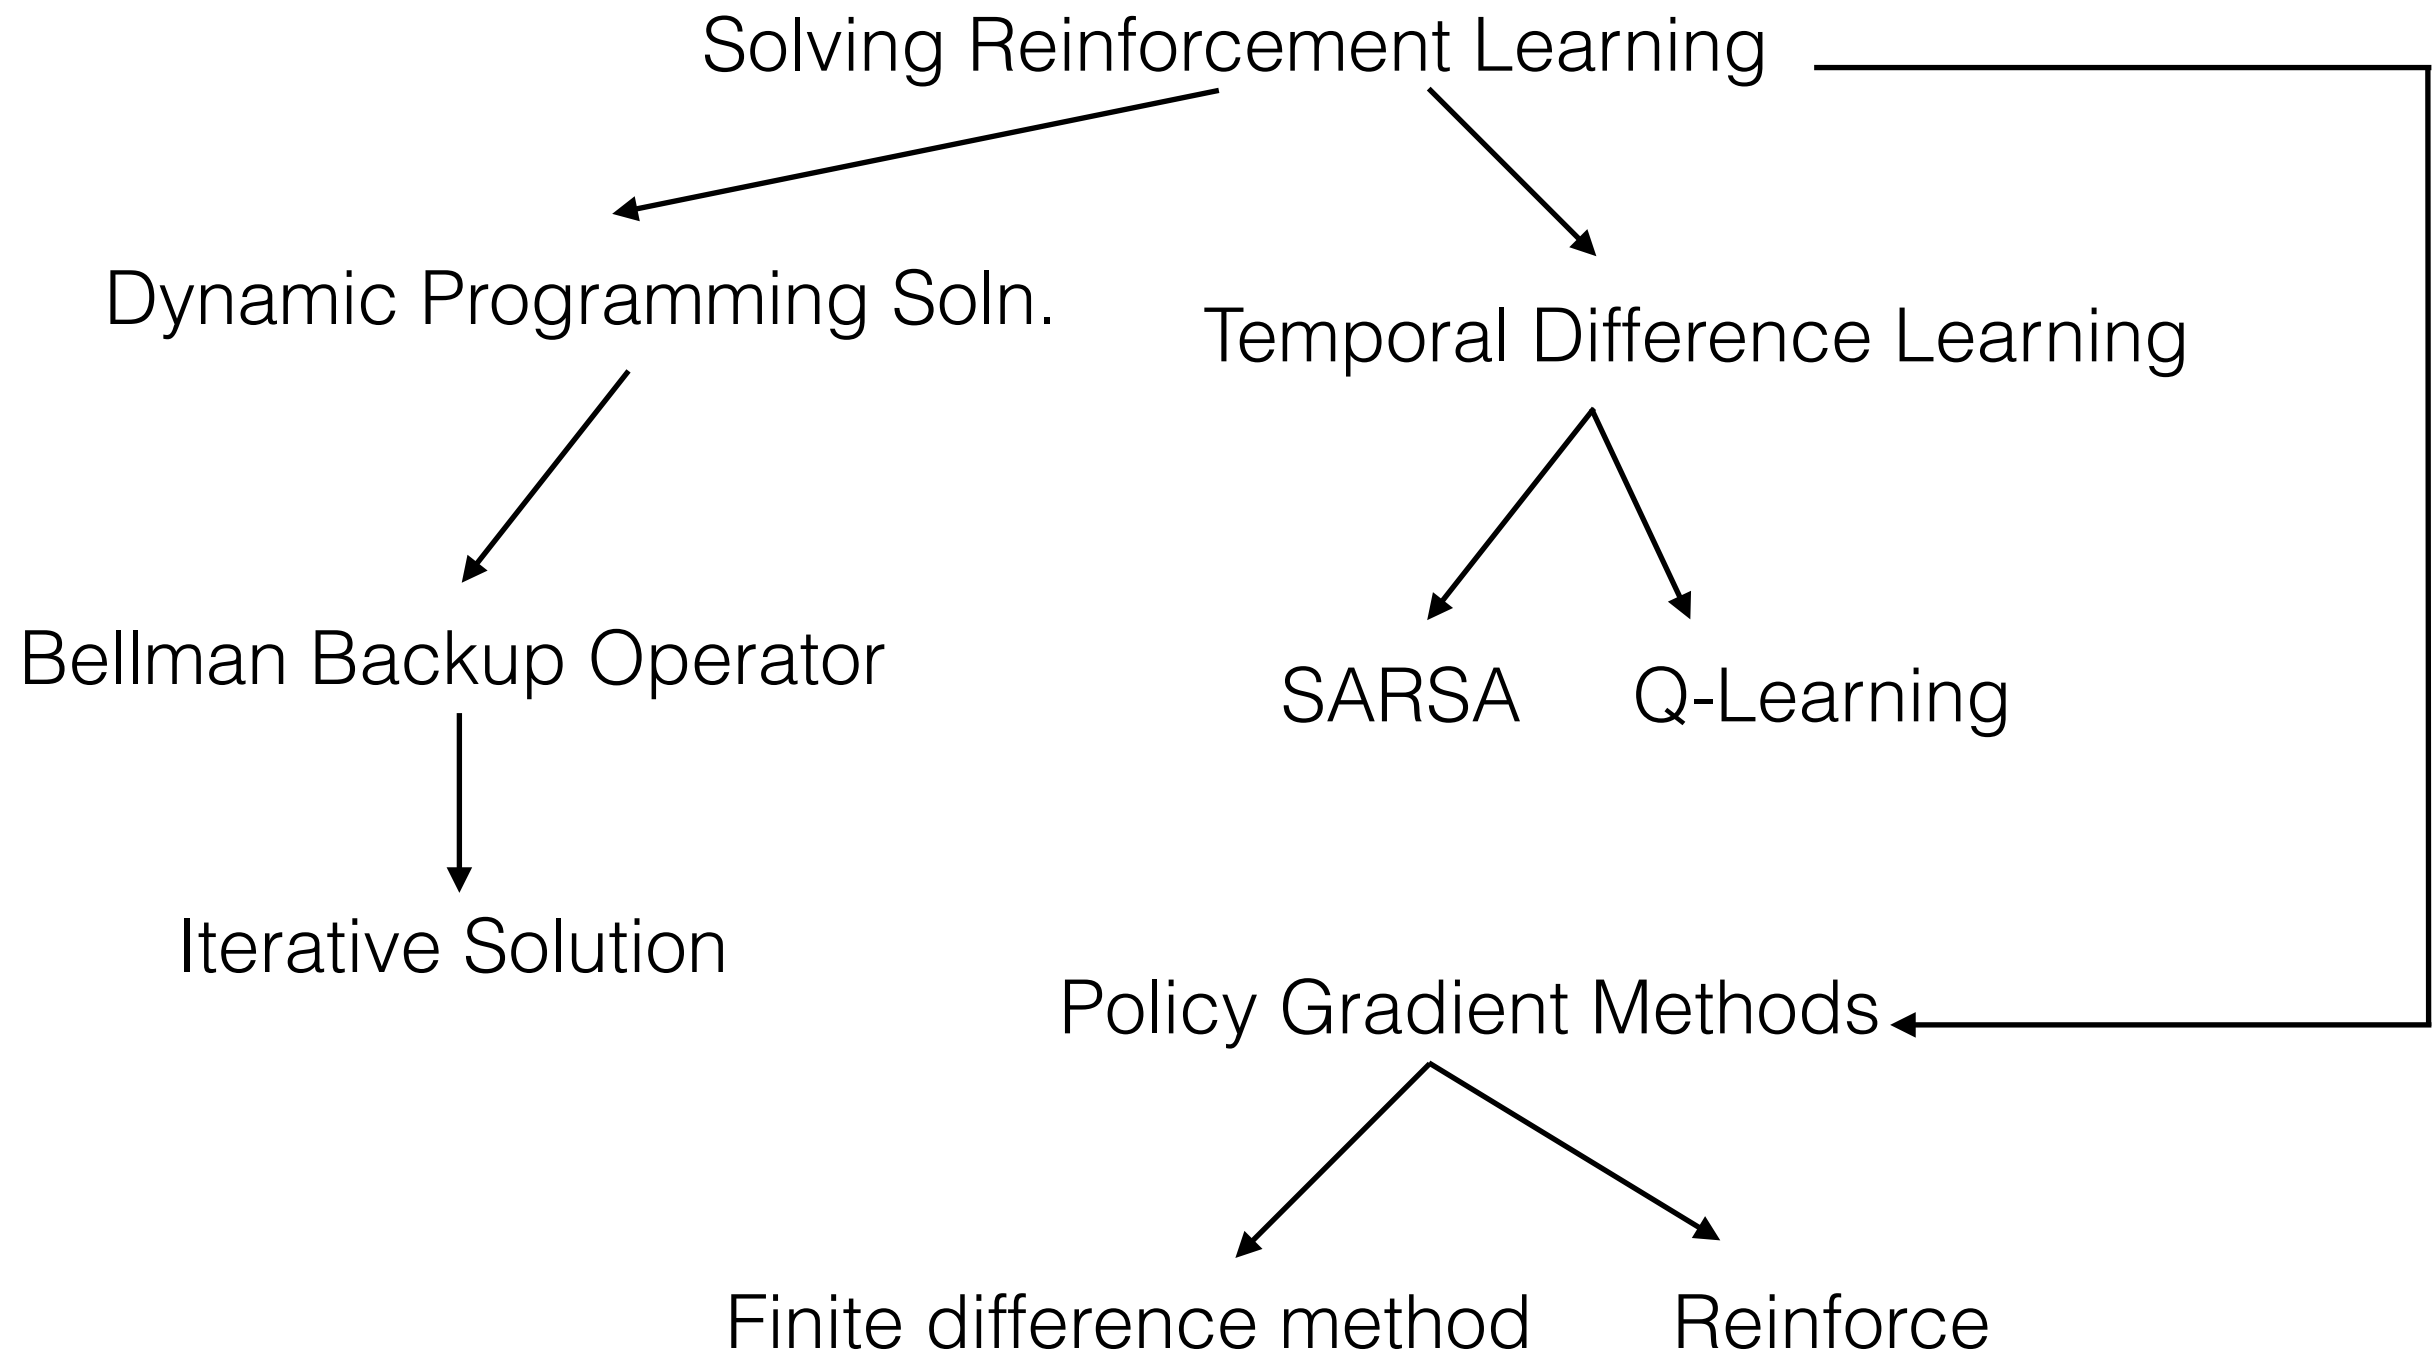 Solving Reinforcement Learning
Dynamic Programming Soln.
Temporal Difference Learning
Bellman Backup Operator
SARSA
Q-Learning
Iterative Solution
Policy Gradient Methods
Finite difference method
Reinforce